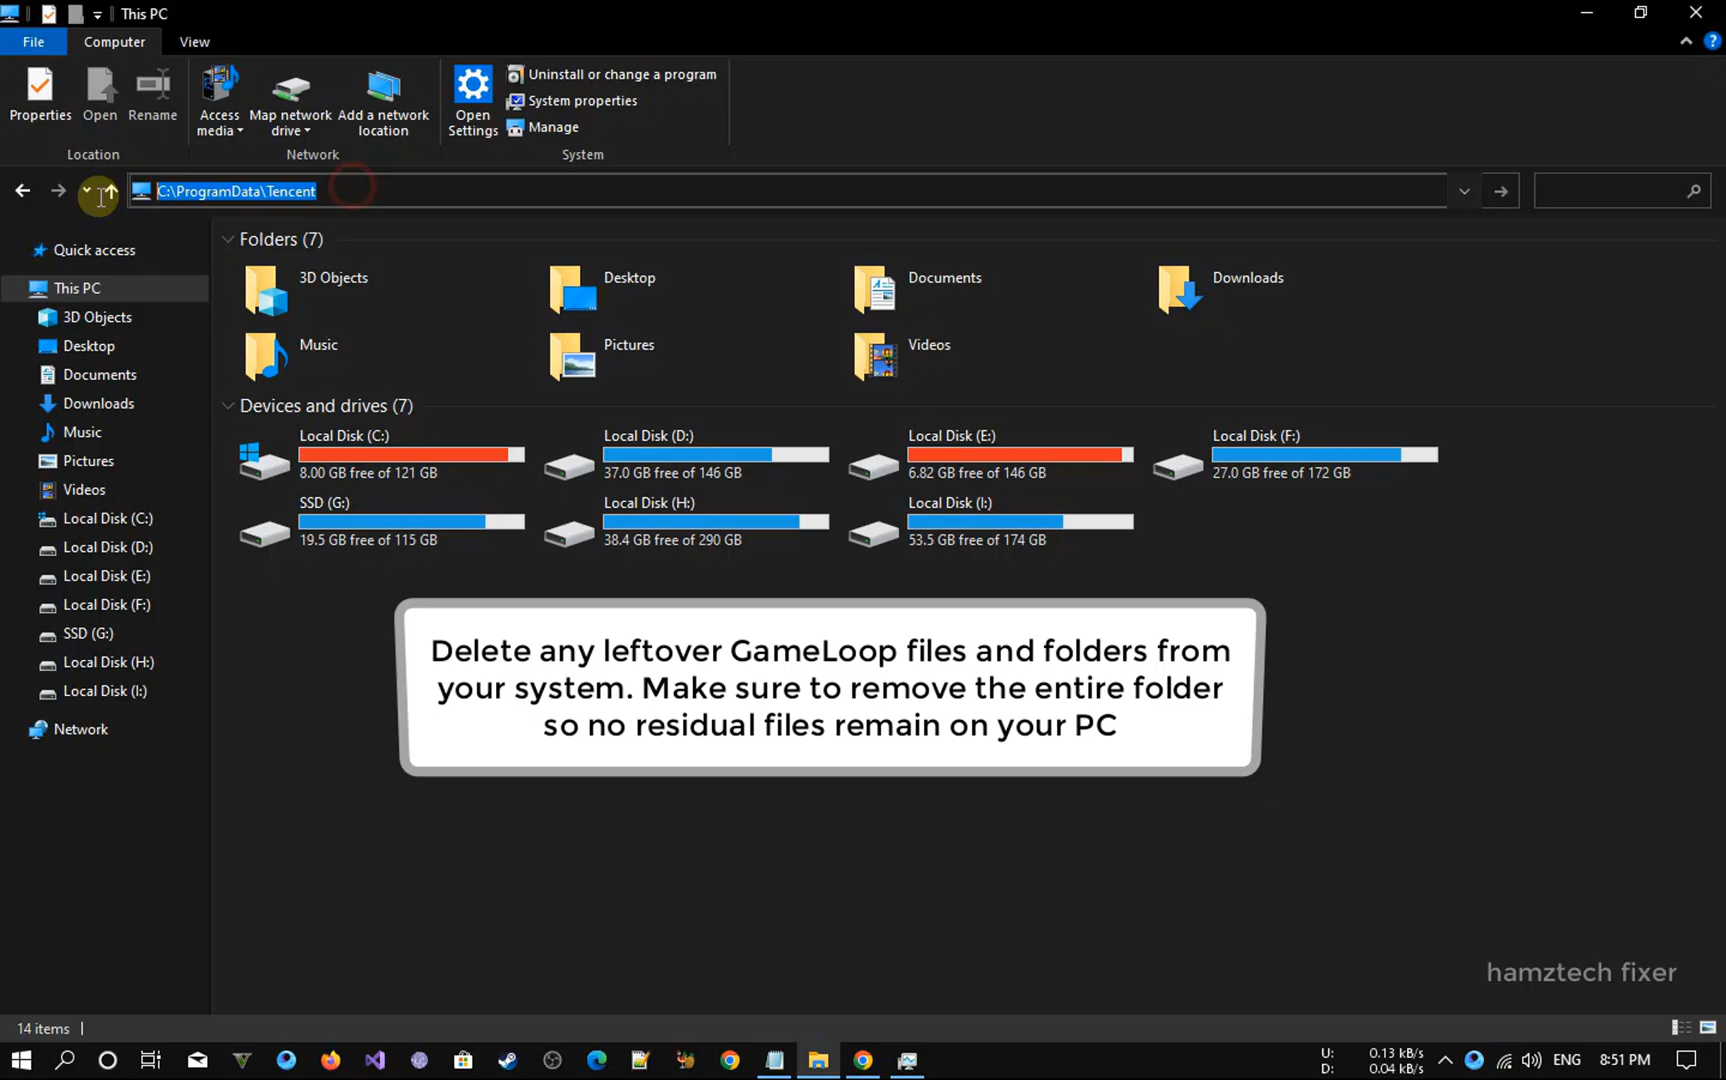 This PC
File
Computer
View
Properties
Open
Rename
Access media
Map network drive
Add a network location
Open Settings
Uninstall or change a program
System properties
Manage
Location
Network
System
C:\ProgramData\Tencent
Quick access
This PC
3D Objects
Desktop
Documents
Downloads
Music
Pictures
Videos
Local Disk (C:)
Local Disk (D:)
Local Disk (E:)
Local Disk (F:)
SSD (G:)
Local Disk (H:)
Local Disk (I:)
Network
Folders (7)
3D Objects
Desktop
Documents
Downloads
Music
Pictures
Videos
Devices and drives (7)
Local Disk (C:)
8.00 GB free of 121 GB
Local Disk (D:)
37.0 GB free of 146 GB
Local Disk (E:)
6.82 GB free of 146 GB
Local Disk (F:)
27.0 GB free of 172 GB
SSD (G:)
19.5 GB free of 115 GB
Local Disk (H:)
38.4 GB free of 290 GB
Local Disk (I:)
53.5 GB free of 174 GB
Delete any leftover GameLoop files and folders from
your system. Make sure to remove the entire folder
so no residual files remain on your PC
hamztech fixer
14 items
U: 0.13 kB/s
D: 0.04 kB/s
ENG
8:51 PM